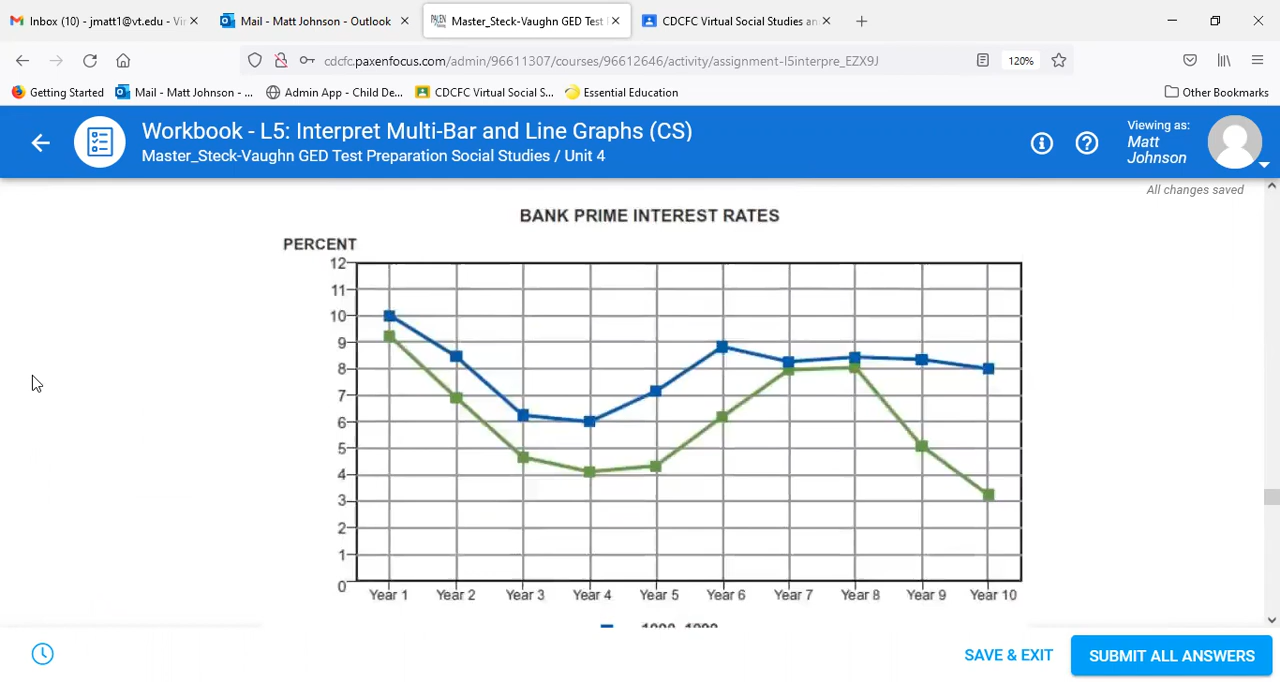 Inbox (10) - jmatt1@vt.edu - Vir
Mail - Matt Johnson - Outlook
PAXEN
Master_Steck-Vaughn GED Test
CDCFC Virtual Social Studies an
cdcfc.paxenfocus.com/admin/96611307/courses/96612646/activity/assignment-l5interpre_EZX9J
120%
Getting Started
Mail - Matt Johnson - ...
Admin App - Child De...
CDCFC Virtual Social S...
Essential Education
Other Bookmarks
Workbook - L5: Interpret Multi-Bar and Line Graphs (CS)
Master_Steck-Vaughn GED Test Preparation Social Studies / Unit 4
Viewing as:
Matt
Johnson
All changes saved
BANK PRIME INTEREST RATES
PERCENT
12
11
10
9
8
7
6
5
4
3
2
1
0
Year 1 Year 2 Year 3 Year 4 Year 5 Year 6 Year 7 Year 8 Year 9 Year 10
SAVE & EXIT
SUBMIT ALL ANSWERS